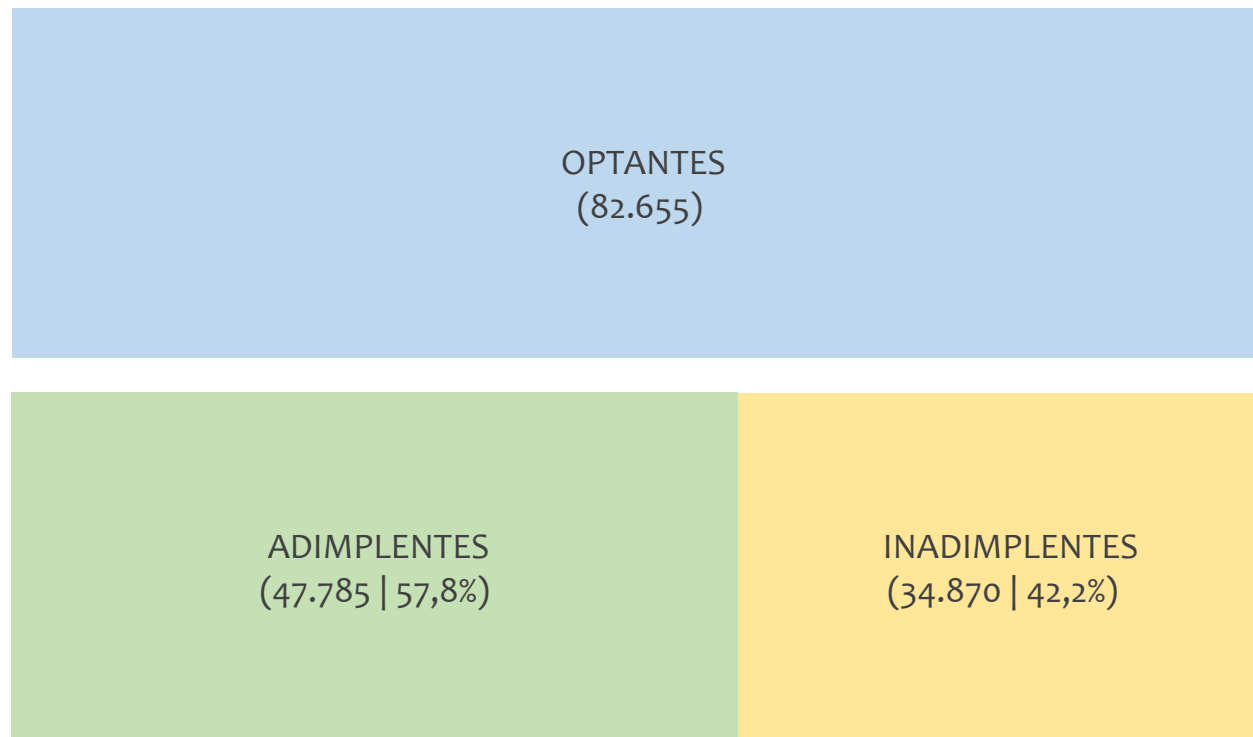 OPTANTES
(82.655)
ADIMPLENTES
(47.785 | 57,8%)
INADIMPLENTES
(34.870 | 42,2%)